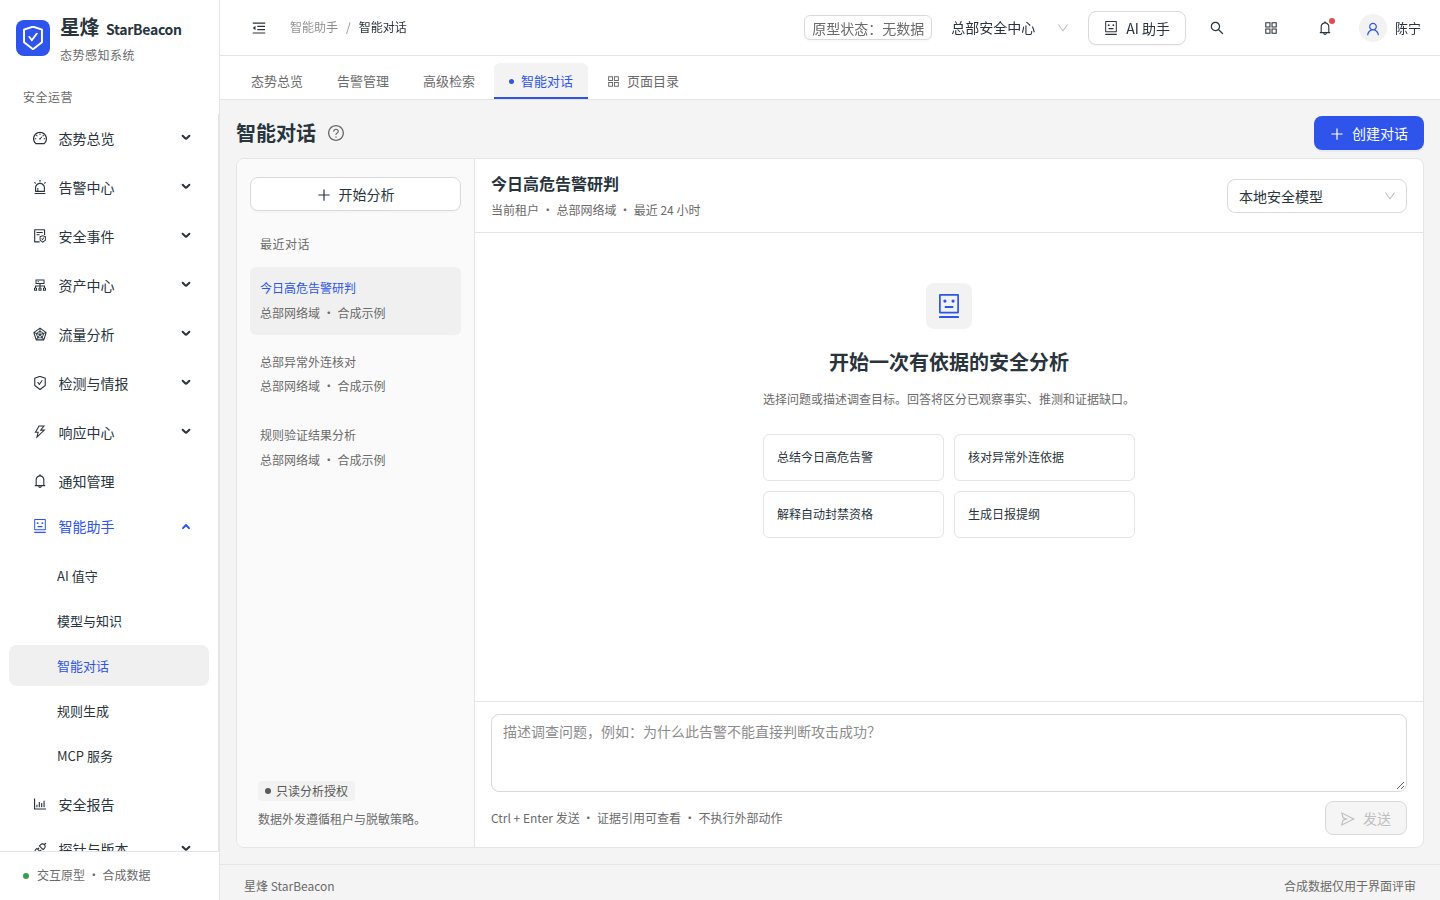 星烽 StarBeacon
态势感知系统
安全运营
态势总览
告警中心
安全事件
资产中心
流量分析
检测与情报
响应中心
通知管理
智能助手
AI 值守
模型与知识
智能对话
规则生成
MCP 服务
安全报告
探针与版本
交互原型 · 合成数据
智能助手 / 智能对话
原型状态：无数据
总部安全中心
AI 助手
陈宁
态势总览
告警管理
高级检索
智能对话
页面目录
智能对话
创建对话
开始分析
最近对话
今日高危告警研判
总部网络域 · 合成示例
总部异常外连核对
总部网络域 · 合成示例
规则验证结果分析
总部网络域 · 合成示例
只读分析授权
数据外发遵循租户与脱敏策略。
今日高危告警研判
当前租户 · 总部网络域 · 最近 24 小时
本地安全模型
开始一次有依据的安全分析
选择问题或描述调查目标。回答将区分已观察事实、推测和证据缺口。
总结今日高危告警
核对异常外连依据
解释自动封禁资格
生成日报提纲
描述调查问题，例如：为什么此告警不能直接判断攻击成功？
Ctrl + Enter 发送 · 证据引用可查看 · 不执行外部动作
发送
星烽 StarBeacon
合成数据仅用于界面评审